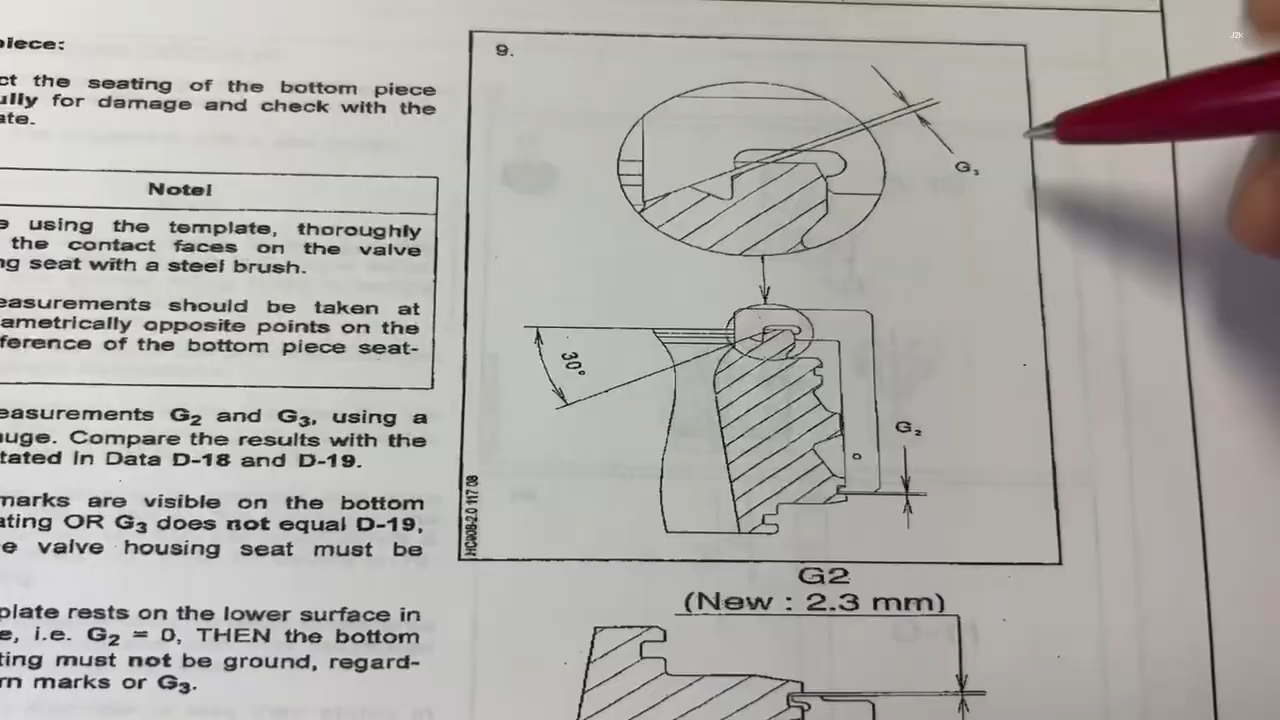 piece:
ct the seating of the bottom piece
ully for damage and check with the
ate.
Note!
e using the template, thoroughly
the contact faces on the valve
ng seat with a steel brush.
easurements should be taken at
ametrically opposite points on the
ference of the bottom piece seat-
easurements G₂ and G₃, using a
uge. Compare the results with the
tated in Data D-18 and D-19.
marks are visible on the bottom
ating OR G₃ does not equal D-19,
e valve housing seat must be
plate rests on the lower surface in
e, i.e. G₂ = 0, THEN the bottom
ting must not be ground, regard-
rn marks or G₃.
9.
G₃
30°
G₂
HC908-2.0 117 08
G2
(New : 2.3 mm)
JZk